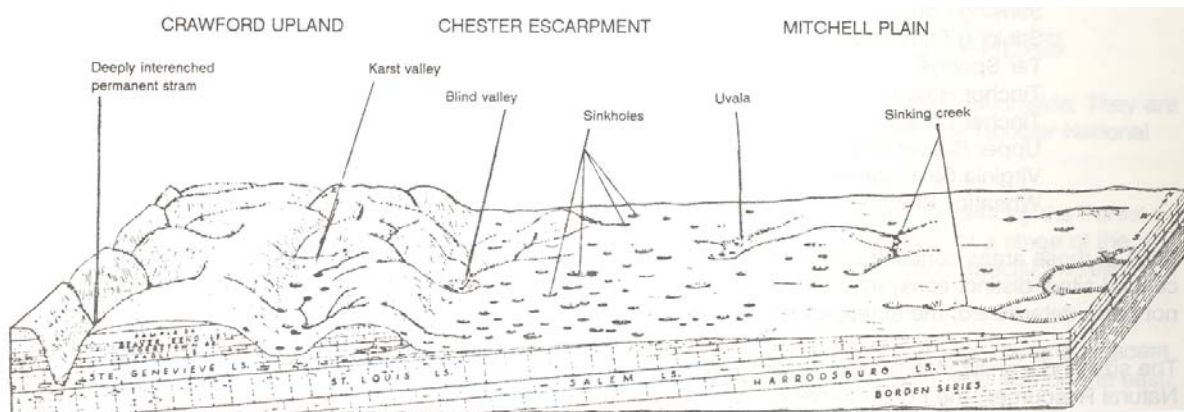 CRAWFORD UPLAND
CHESTER ESCARPMENT
MITCHELL PLAIN
Deeply interenched
permanent stram
Karst valley
Blind valley
Sinkholes
Uvala
Sinking creek
STE. GENEVIEVE LS.
ST. LOUIS LS.
SALEM LS.
HARRODSBURG LS.
BORDEN SERIES